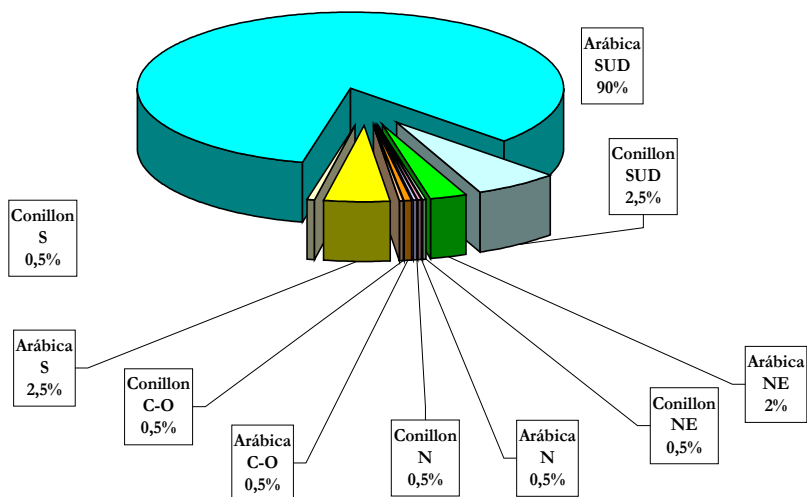 Arábica
SUD
90%
Conillon
SUD
2,5%
Conillon
S
0,5%
Arábica
S
2,5%
Conillon
C-O
0,5%
Arábica
C-O
0,5%
Conillon
N
0,5%
Arábica
N
0,5%
Conillon
NE
0,5%
Arábica
NE
2%